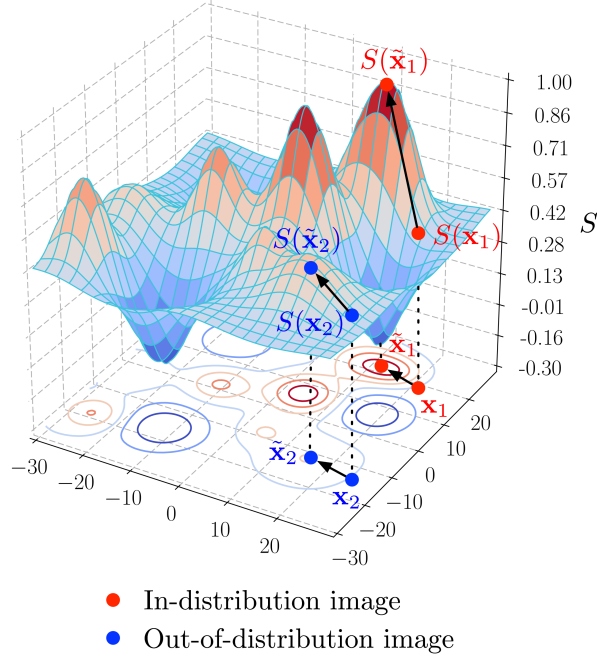 S(x̃₁)
1.00
0.86
0.71
0.57
0.42
0.28
0.13
-0.01
-0.16
-0.30
S
S(x₁)
S(x̃₂)
S(x₂)
x̃₁
x₁
x̃₂
x₂
−30
−20
−10
0
10
20
−30
−20
−10
0
10
20
In-distribution image
Out-of-distribution image